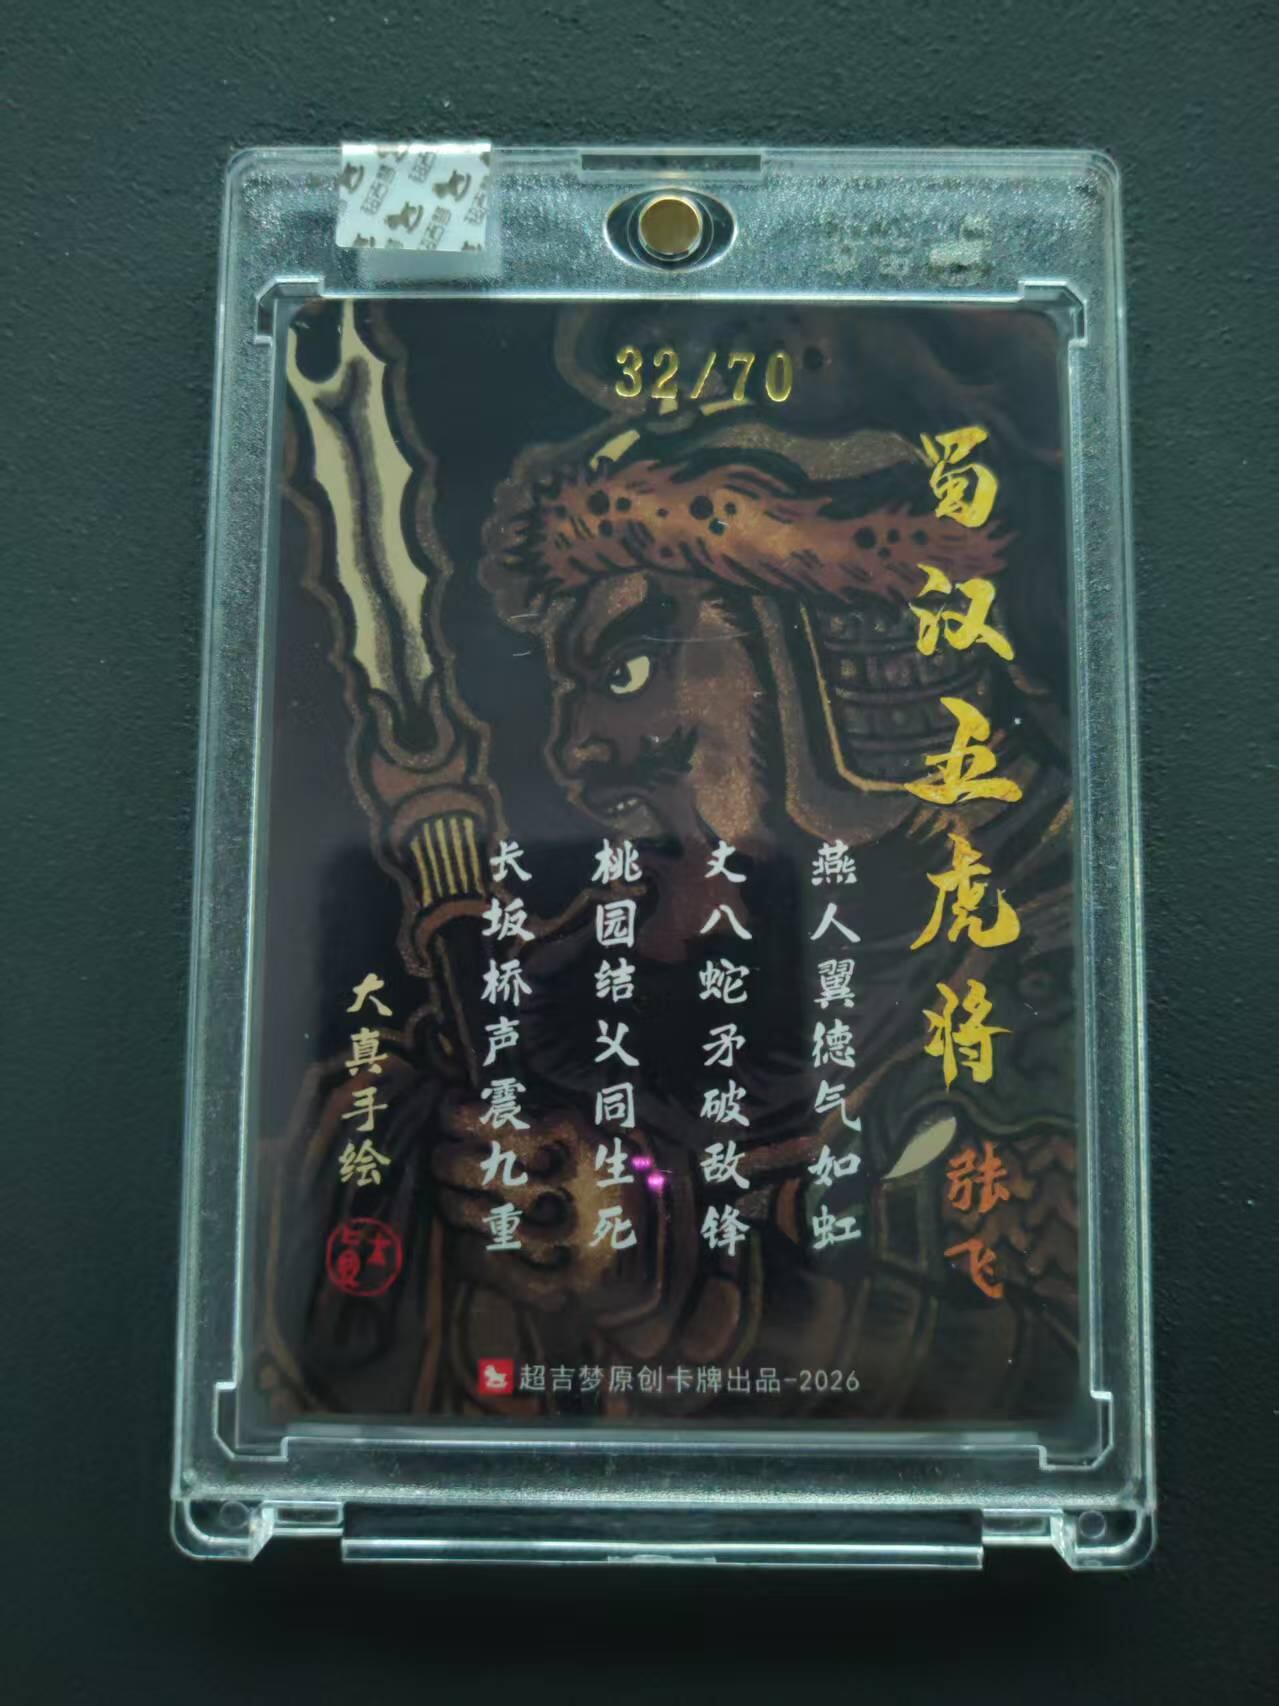 32/70
蜀汉五虎将
张飞
燕人翼德气如虹
丈八蛇矛破敌锋
桃园结义同生死
长坂桥声震九重
大真手绘
超吉梦原创卡牌出品-2026